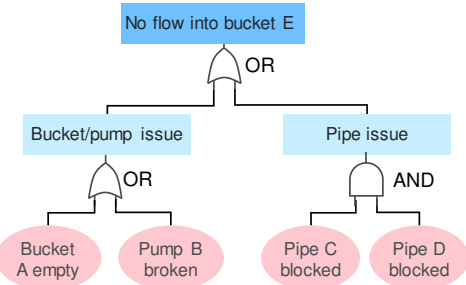 No flow into bucket E
OR
Bucket/pump issue
Pipe issue
OR
AND
Bucket
A empty
Pump B
broken
Pipe C
blocked
Pipe D
blocked